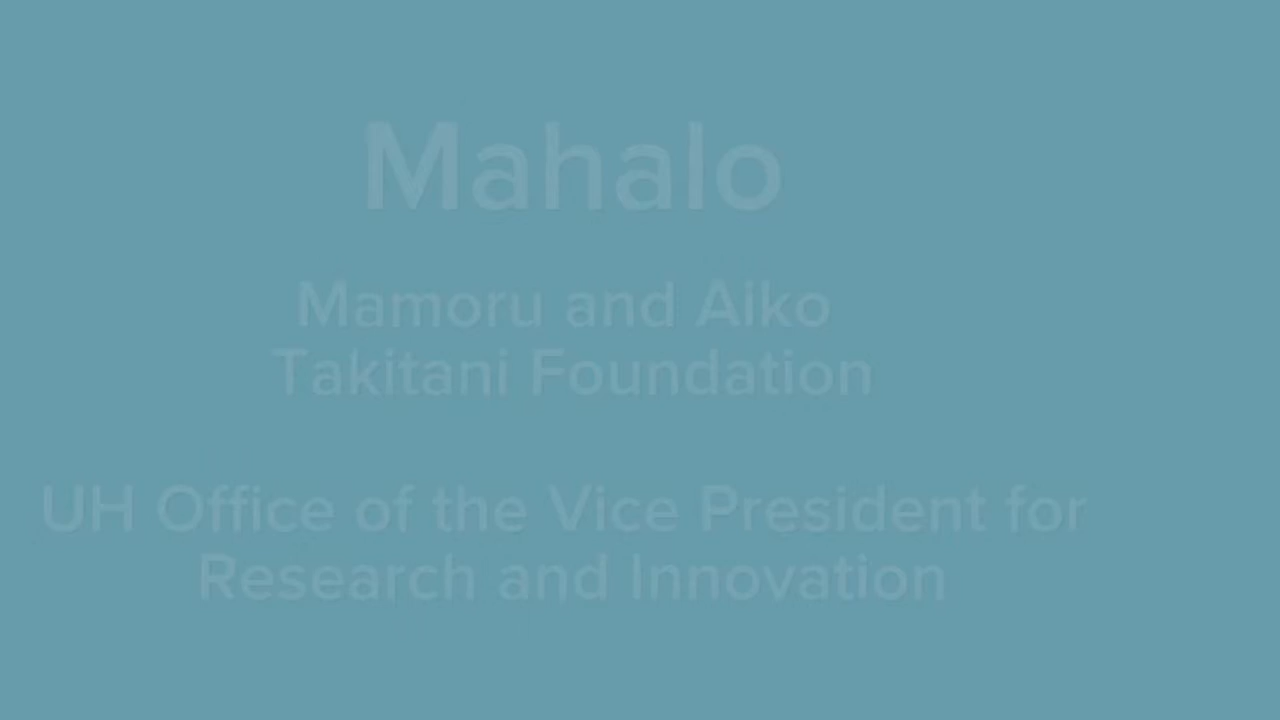 Mahalo
Mamoru and Aiko
Takitani Foundation
UH Office of the Vice President for
Research and Innovation